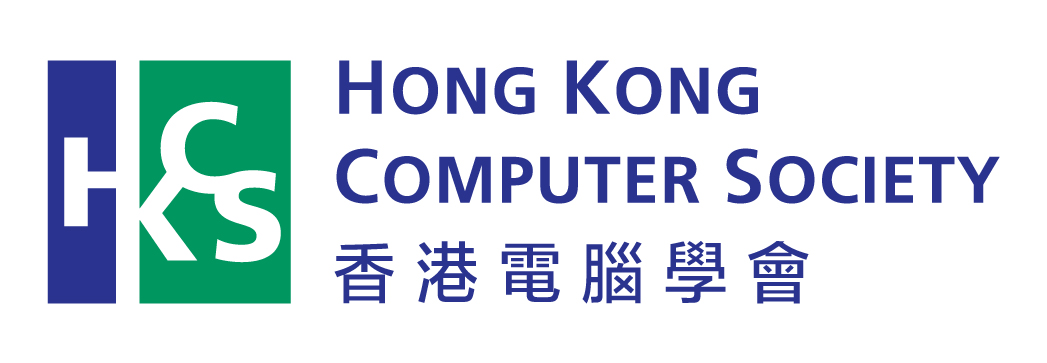 HKCS
HONG KONG
COMPUTER SOCIETY
香港電腦學會